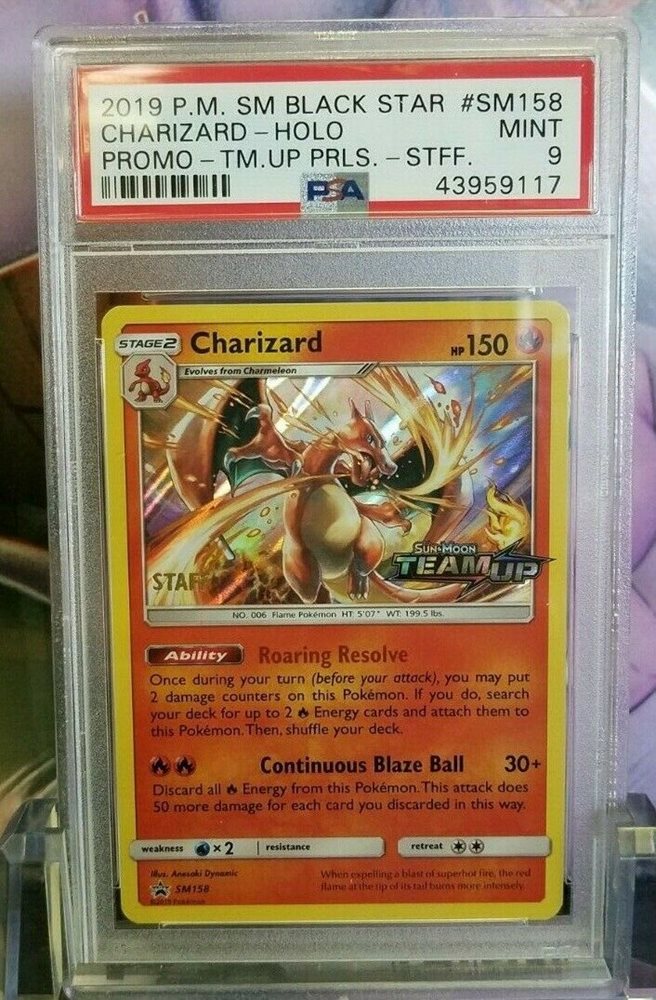 2019 P.M. SM BLACK STAR #SM158
CHARIZARD - HOLO MINT
PROMO - TM.UP PRLS. - STFF. 9
PSA 43959117
STAGE 2 Charizard HP 150
Evolves from Charmeleon
SUN & MOON
TEAM UP
STAFF
NO. 006 Flame Pokémon HT: 5'07" WT: 199.5 lbs.
Ability Roaring Resolve
Once during your turn (before your attack), you may put
2 damage counters on this Pokémon. If you do, search
your deck for up to 2 Energy cards and attach them to
this Pokémon. Then, shuffle your deck.
Continuous Blaze Ball 30+
Discard all Energy from this Pokémon. This attack does
50 more damage for each card you discarded in this way.
weakness ×2 resistance retreat
Illus. Anesaki Dynamic When expelling a blast of superhot fire, the red
SM158 flame at the tip of its tail burns more intensely.
©2019 Pokémon